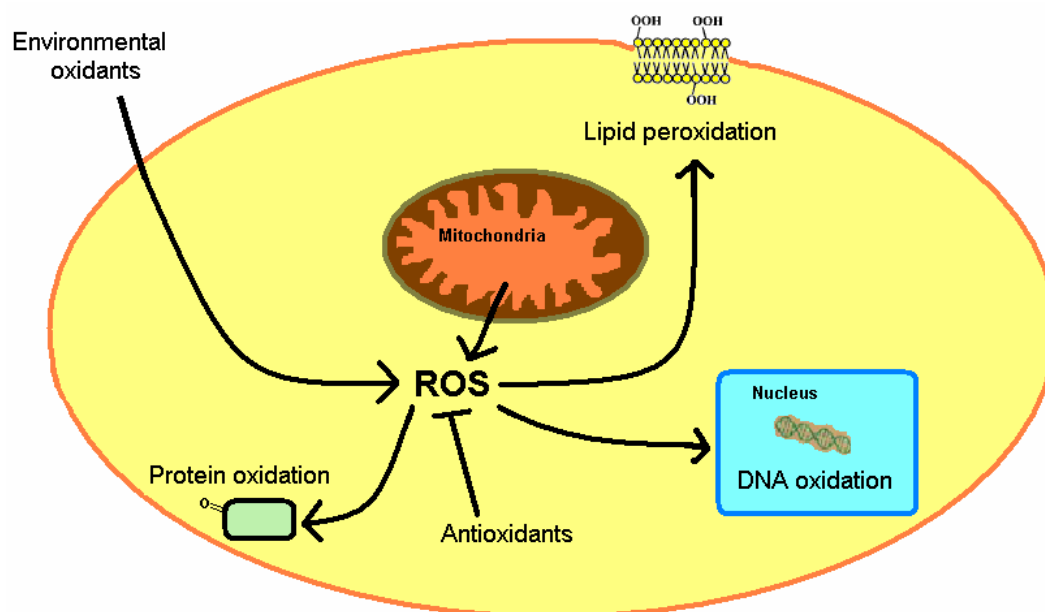 OOH
OOH
Environmental
oxidants
OOH
Lipid peroxidation
Mitochondria
ROS
Nucleus
DNA oxidation
Protein oxidation
O
Antioxidants